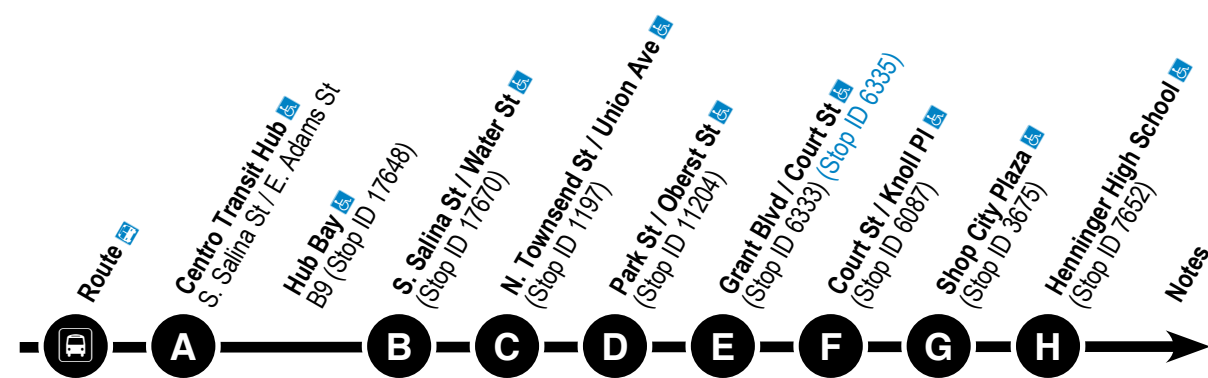 Route
Centro Transit Hub
S. Salina St / E. Adams St
Hub Bay
B9 (Stop ID 17648)
S. Salina St / Water St
(Stop ID 17670)
N. Townsend St / Union Ave
(Stop ID 1197)
Park St / Oberst St
(Stop ID 11204)
Grant Blvd / Court St
(Stop ID 6333) (Stop ID 6335)
Court St / Knoll Pl
(Stop ID 6087)
Shop City Plaza
(Stop ID 3675)
Henninger High School
(Stop ID 7652)
Notes
A B C D E F G H